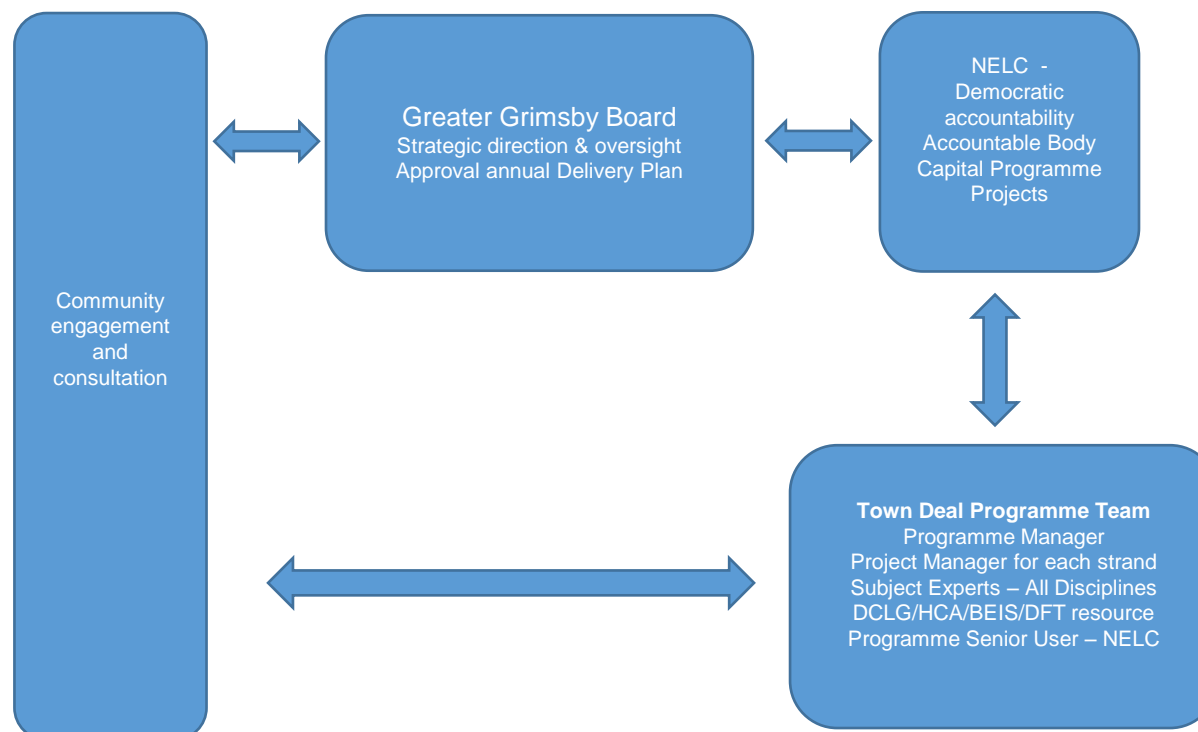 Community
engagement
and
consultation
Greater Grimsby Board
Strategic direction & oversight
Approval annual Delivery Plan
NELC -
Democratic
accountability
Accountable Body
Capital Programme
Projects
Town Deal Programme Team
Programme Manager
Project Manager for each strand
Subject Experts – All Disciplines
DCLG/HCA/BEIS/DFT resource
Programme Senior User – NELC